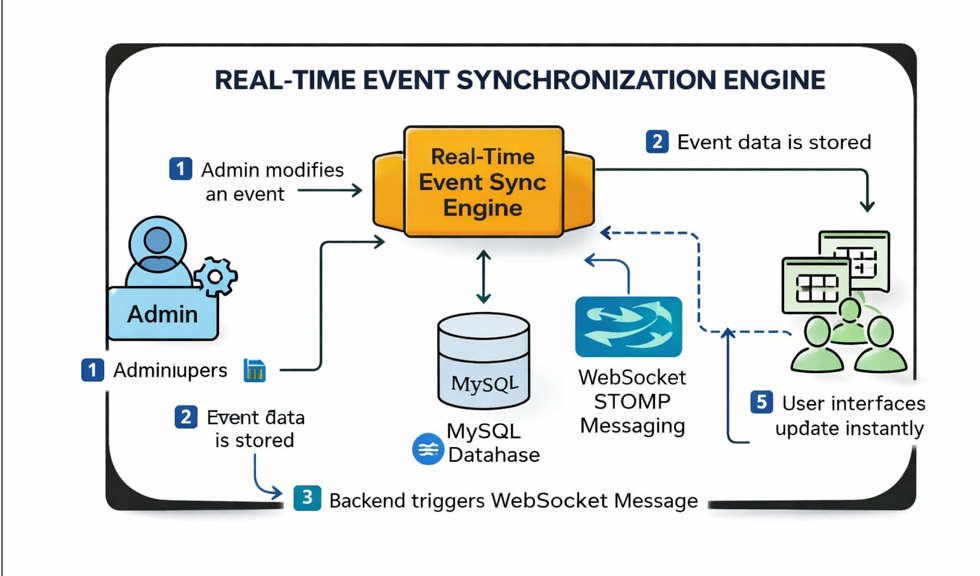 REAL-TIME EVENT SYNCHRONIZATION ENGINE
1 Admin modifies
an event
Real-Time
Event Sync
Engine
2 Event data is stored
Admin
1 Adminiupers
2 Event data
is stored
MySQL
MySQL
Datahase
WebSocket
STOMP
Messaging
5 User interfaces
update instantly
3 Backend triggers WebSocket Message